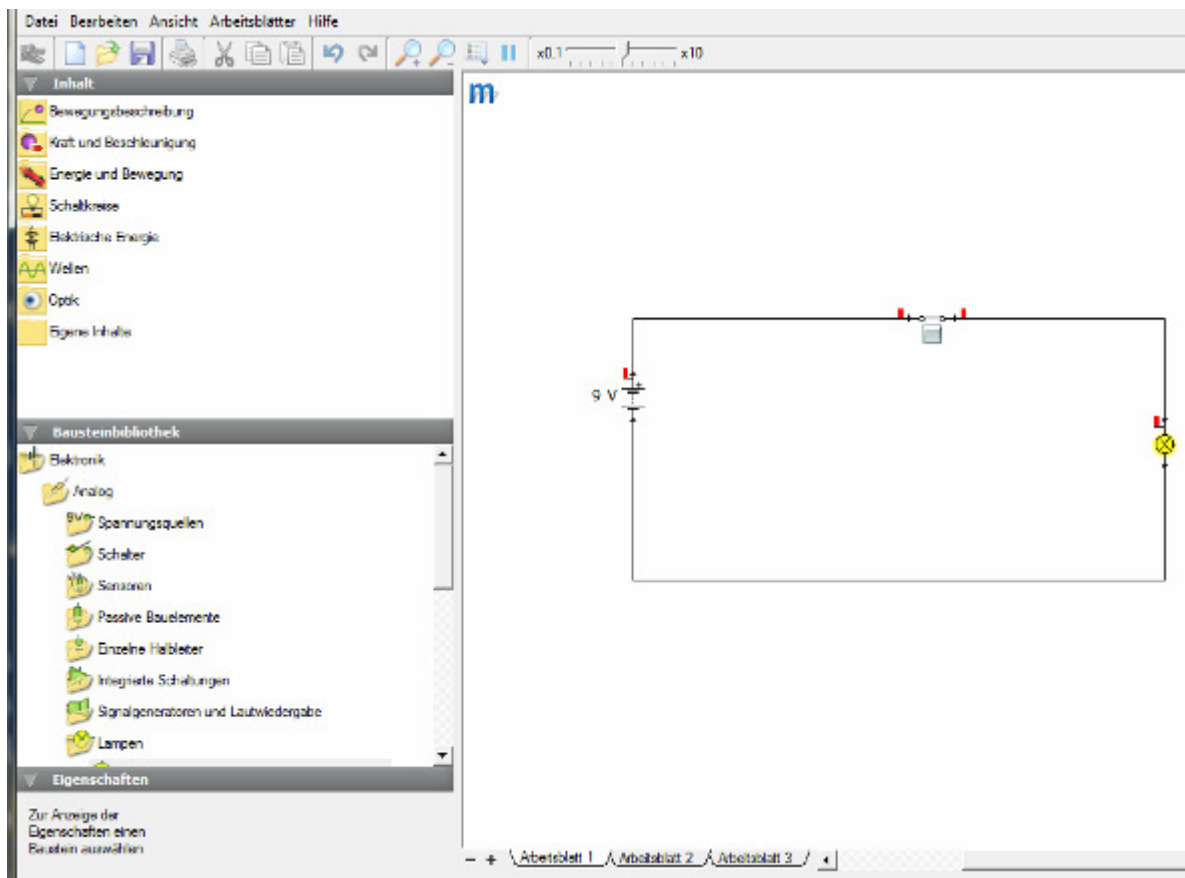 Datei Bearbeiten Ansicht Arbeitsblätter Hilfe
x0.1 x10
Inhalt
Bewegungsbeschreibung
Kraft und Beschleunigung
Energie und Bewegung
Schaltkreise
Elektrische Energie
Wellen
Optik
Eigene Inhalte
Bausteinbibliothek
Elektronik
Analog
Spannungsquellen
Schalter
Sensoren
Passive Bauelemente
Einzelne Halbleiter
Integrierte Schaltungen
Signalgeneratoren und Lautwiedergabe
Lampen
Eigenschaften
Zur Anzeige der
Eigenschaften einen
Baustein auswählen
m
9 V
+
- + Arbeitsblatt 1 Arbeitsblatt 2 Arbeitsblatt 3